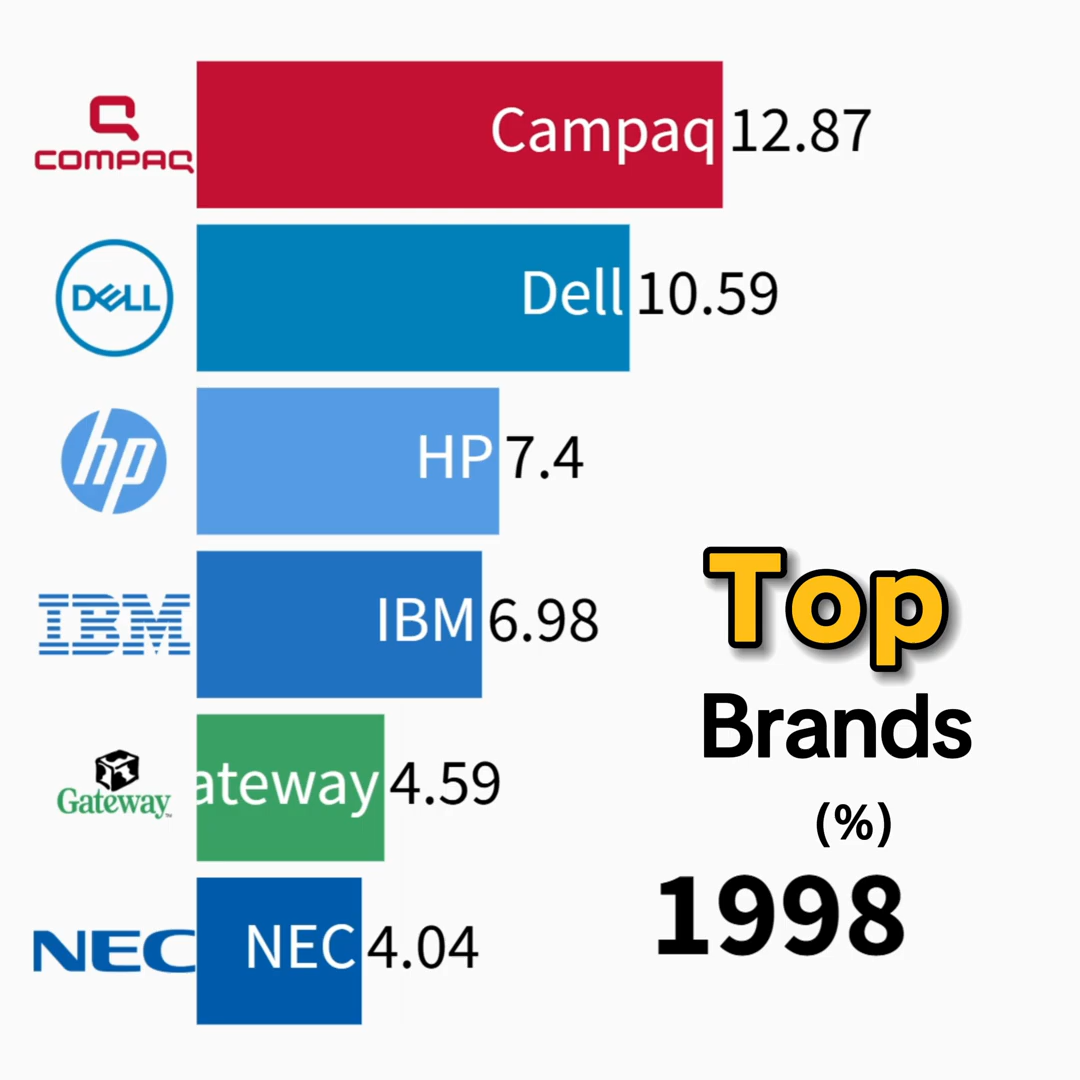 COMPAQ
Campaq 12.87
DELL
Dell 10.59
hp
HP 7.4
IBM
IBM 6.98
Gateway™
ateway 4.59
NEC
NEC 4.04
Top
Brands
(%)
1998